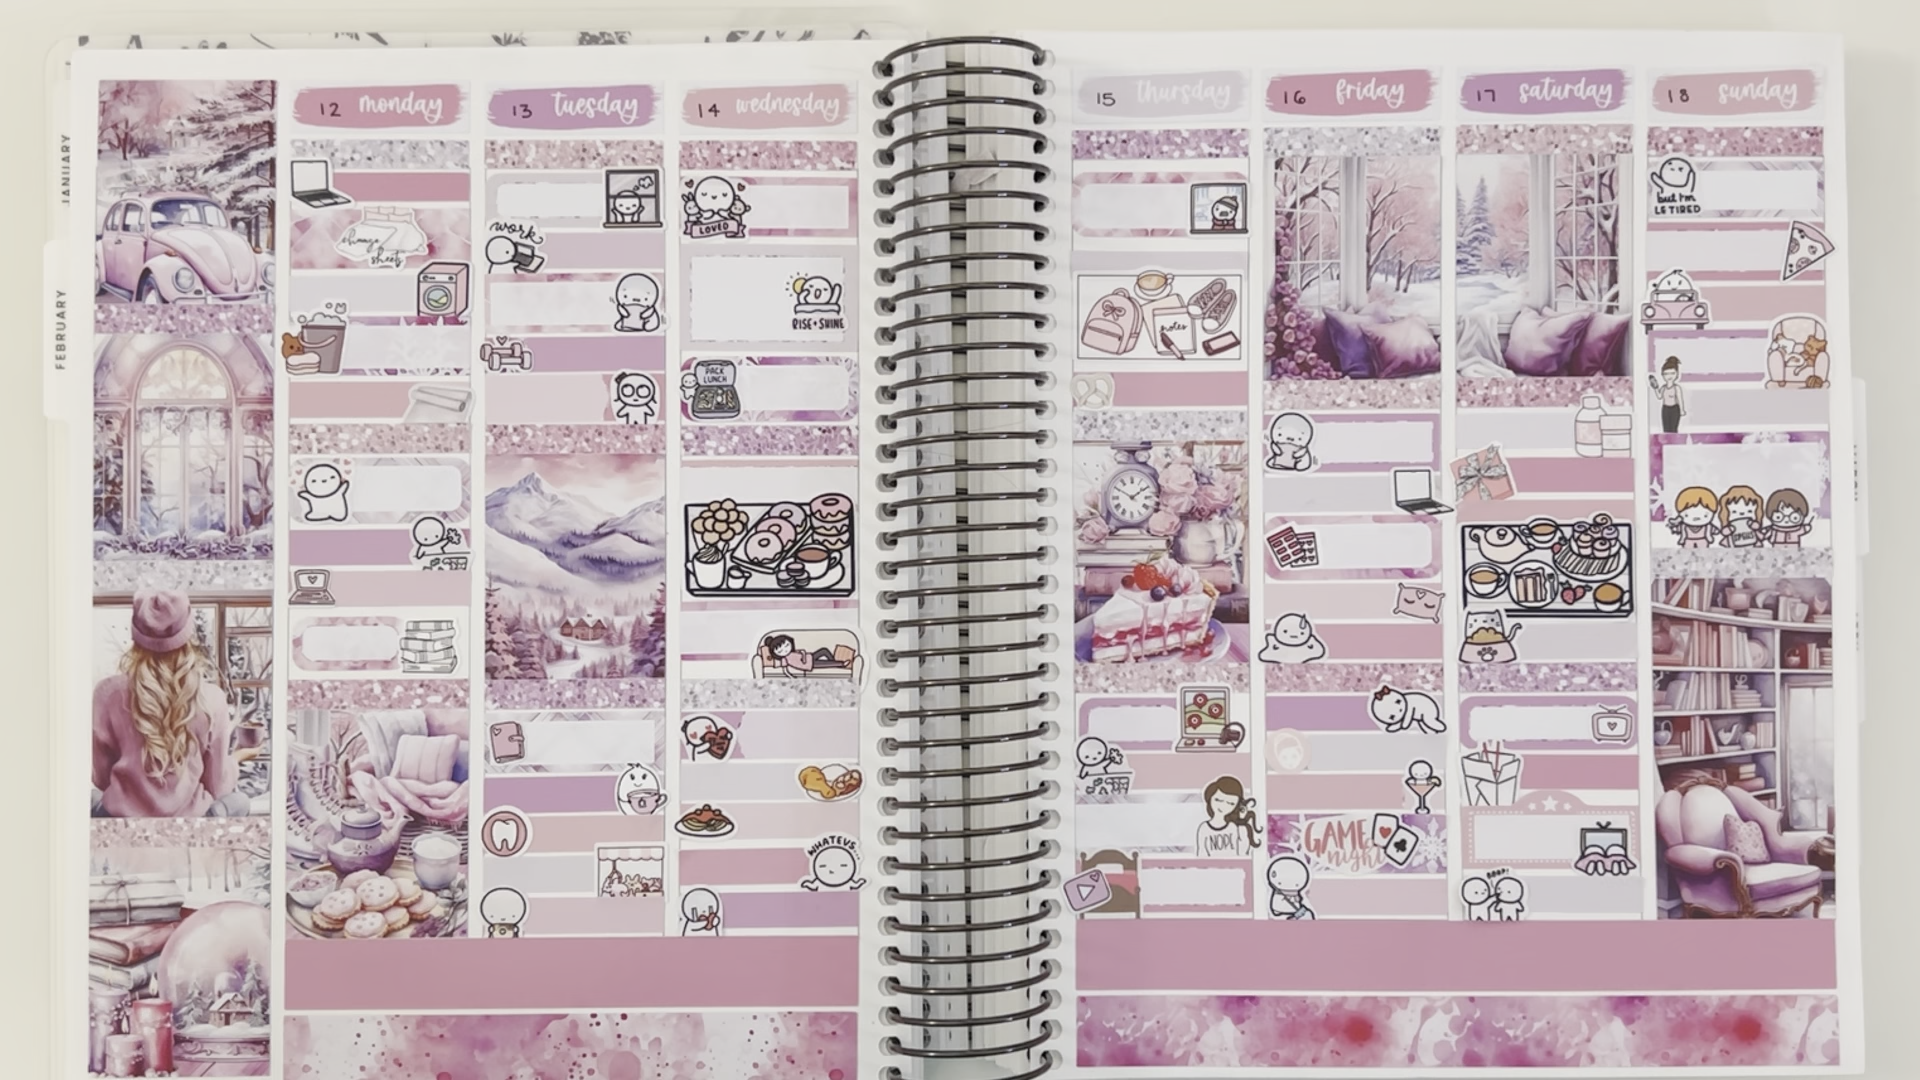 JANUARY
FEBRUARY
12 monday
13 tuesday
14 wednesday
15 thursday
16 friday
17 saturday
18 sunday
change sheets
work
LOVED
RISE + SHINE
PACK LUNCH
WHATEVS...
notes
NOPE
GAME night
BOOP!
but I'm LE TIRED